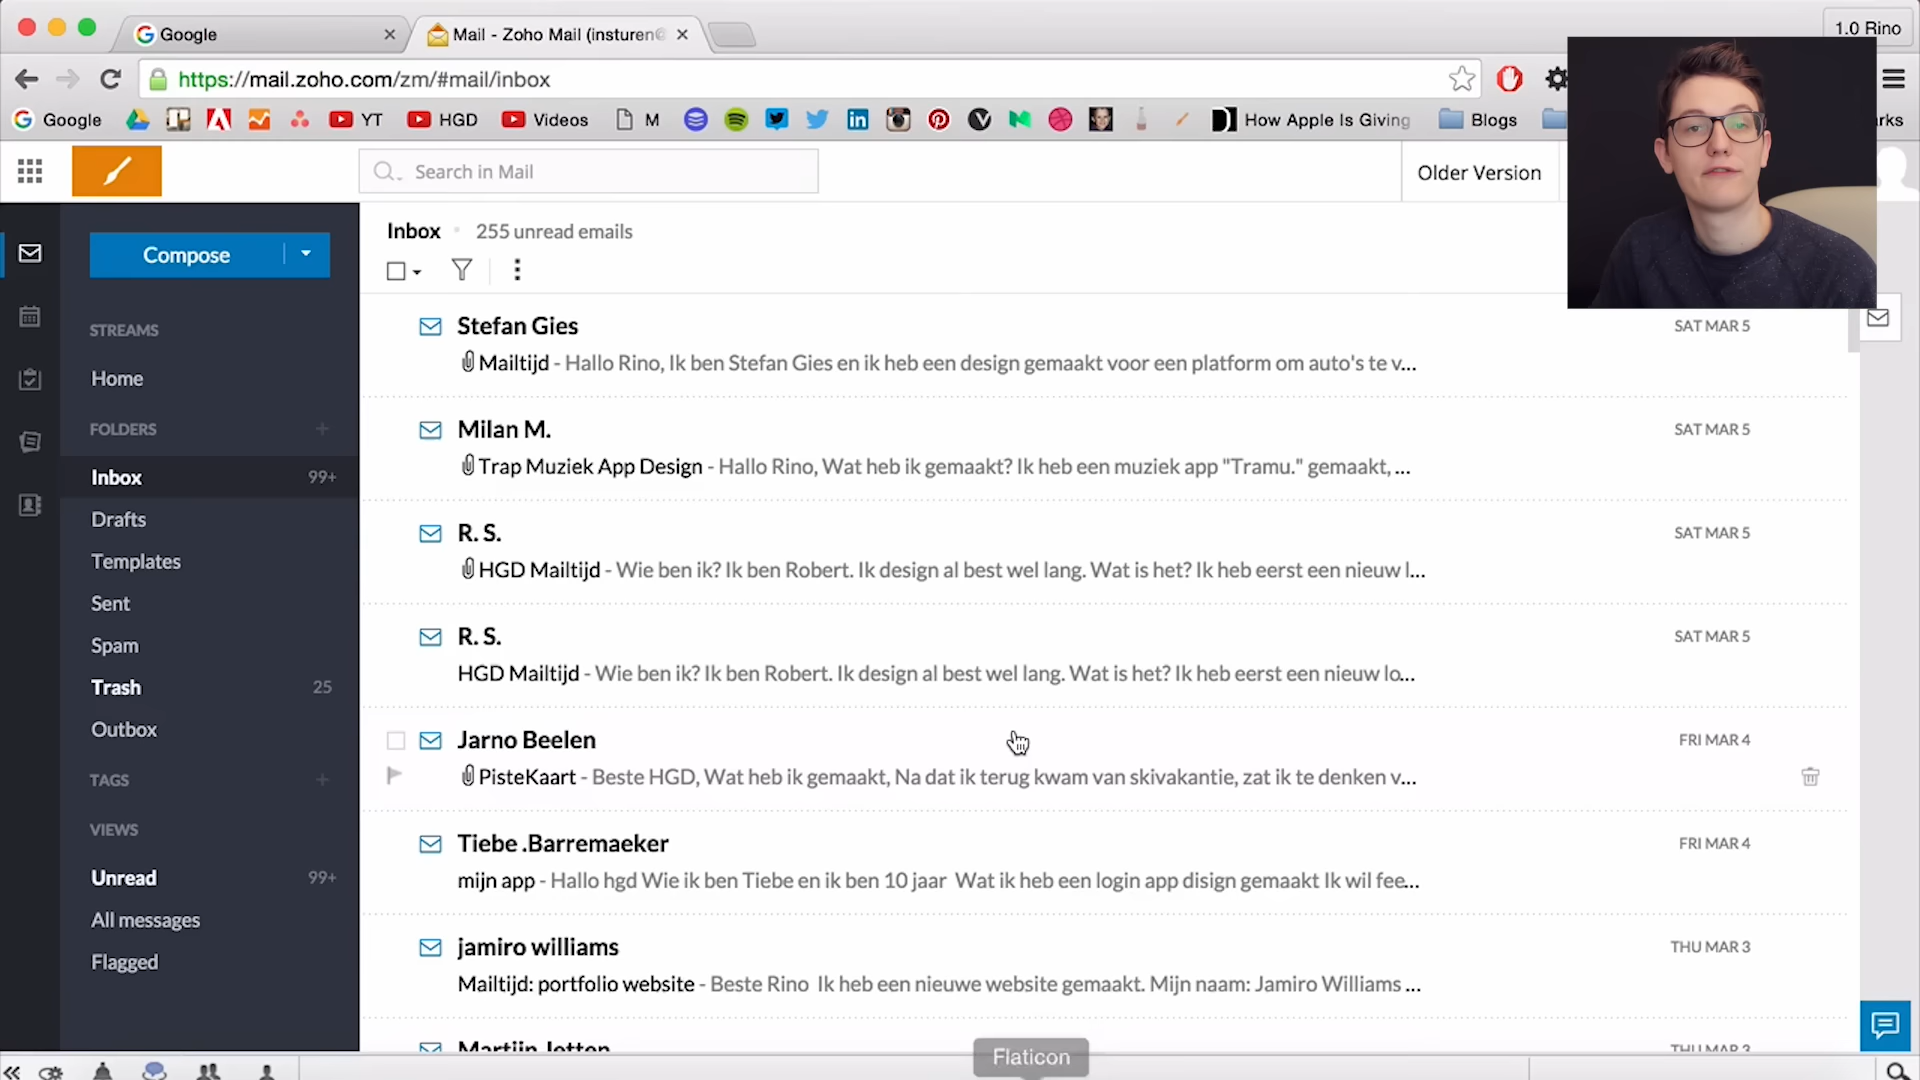 Google
Mail - Zoho Mail (insturen@
1.0 Rino
https://mail.zoho.com/zm/#mail/inbox
Google YT HGD Videos M How Apple Is Giving Blogs rks
Search in Mail
Older Version
Compose
STREAMS
Home
FOLDERS
Inbox 99+
Drafts
Templates
Sent
Spam
Trash 25
Outbox
TAGS
VIEWS
Unread 99+
All messages
Flagged
Inbox 255 unread emails
Stefan Gies SAT MAR 5
Mailtijd - Hallo Rino, Ik ben Stefan Gies en ik heb een design gemaakt voor een platform om auto's te v...
Milan M. SAT MAR 5
Trap Muziek App Design - Hallo Rino, Wat heb ik gemaakt? Ik heb een muziek app "Tramu." gemaakt, ...
R. S. SAT MAR 5
HGD Mailtijd - Wie ben ik? Ik ben Robert. Ik design al best wel lang. Wat is het? Ik heb eerst een nieuw l...
R. S. SAT MAR 5
HGD Mailtijd - Wie ben ik? Ik ben Robert. Ik design al best wel lang. Wat is het? Ik heb eerst een nieuw lo...
Jarno Beelen FRI MAR 4
PisteKaart - Beste HGD, Wat heb ik gemaakt, Na dat ik terug kwam van skivakantie, zat ik te denken v...
Tiebe .Barremaeker FRI MAR 4
mijn app - Hallo hgd Wie ik ben Tiebe en ik ben 10 jaar Wat ik heb een login app disign gemaakt Ik wil fee...
jamiro williams THU MAR 3
Mailtijd: portfolio website - Beste Rino Ik heb een nieuwe website gemaakt. Mijn naam: Jamiro Williams ...
Martijn Jetten THU MAR 3
Flaticon